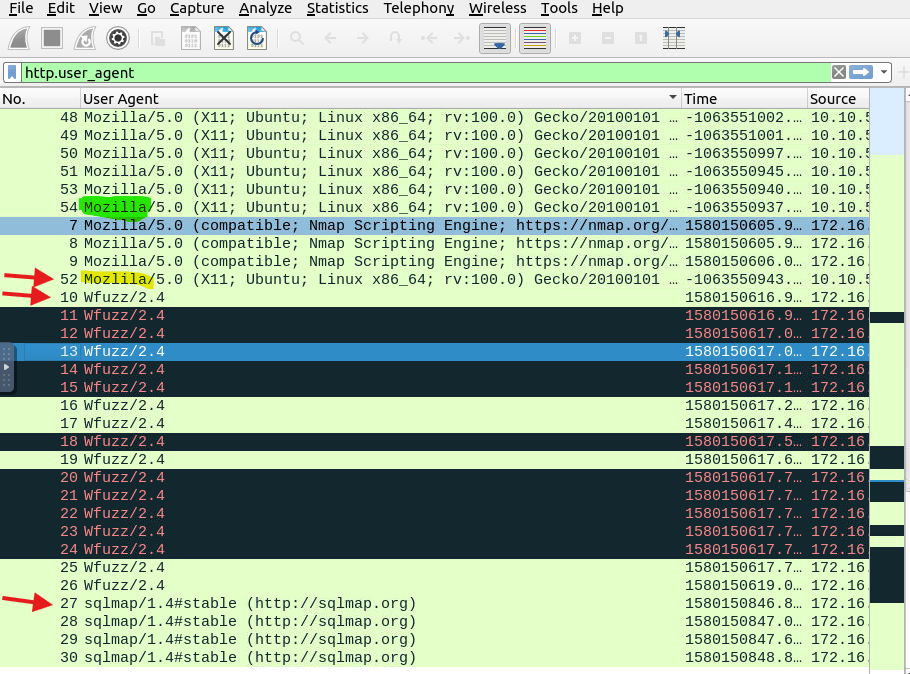 File Edit View Go Capture Analyze Statistics Telephony Wireless Tools Help
http.user_agent
No. User Agent Time Source
48 Mozilla/5.0 (X11; Ubuntu; Linux x86_64; rv:100.0) Gecko/20100101 … -1063551002.… 10.10.5
49 Mozilla/5.0 (X11; Ubuntu; Linux x86_64; rv:100.0) Gecko/20100101 … -1063551001.… 10.10.5
50 Mozilla/5.0 (X11; Ubuntu; Linux x86_64; rv:100.0) Gecko/20100101 … -1063550997.… 10.10.5
51 Mozilla/5.0 (X11; Ubuntu; Linux x86_64; rv:100.0) Gecko/20100101 … -1063550945.… 10.10.5
53 Mozilla/5.0 (X11; Ubuntu; Linux x86_64; rv:100.0) Gecko/20100101 … -1063550940.… 10.10.5
54 Mozilla/5.0 (X11; Ubuntu; Linux x86_64; rv:100.0) Gecko/20100101 … -1063550937.… 10.10.5
7 Mozilla/5.0 (compatible; Nmap Scripting Engine; https://nmap.org/… 1580150605.9… 172.16.
8 Mozilla/5.0 (compatible; Nmap Scripting Engine; https://nmap.org/… 1580150605.9… 172.16.
9 Mozilla/5.0 (compatible; Nmap Scripting Engine; https://nmap.org/… 1580150606.0… 172.16.
52 Mozlila/5.0 (X11; Ubuntu; Linux x86_64; rv:100.0) Gecko/20100101 … -1063550943.… 10.10.5
10 Wfuzz/2.4 1580150616.9… 172.16.
11 Wfuzz/2.4 1580150616.9… 172.16.
12 Wfuzz/2.4 1580150617.0… 172.16.
13 Wfuzz/2.4 1580150617.0… 172.16.
14 Wfuzz/2.4 1580150617.1… 172.16.
15 Wfuzz/2.4 1580150617.1… 172.16.
16 Wfuzz/2.4 1580150617.2… 172.16.
17 Wfuzz/2.4 1580150617.4… 172.16.
18 Wfuzz/2.4 1580150617.5… 172.16.
19 Wfuzz/2.4 1580150617.6… 172.16.
20 Wfuzz/2.4 1580150617.7… 172.16.
21 Wfuzz/2.4 1580150617.7… 172.16.
22 Wfuzz/2.4 1580150617.7… 172.16.
23 Wfuzz/2.4 1580150617.7… 172.16.
24 Wfuzz/2.4 1580150617.7… 172.16.
25 Wfuzz/2.4 1580150617.7… 172.16.
26 Wfuzz/2.4 1580150619.0… 172.16.
27 sqlmap/1.4#stable (http://sqlmap.org) 1580150846.8… 172.16.
28 sqlmap/1.4#stable (http://sqlmap.org) 1580150847.0… 172.16.
29 sqlmap/1.4#stable (http://sqlmap.org) 1580150847.6… 172.16.
30 sqlmap/1.4#stable (http://sqlmap.org) 1580150848.8… 172.16.